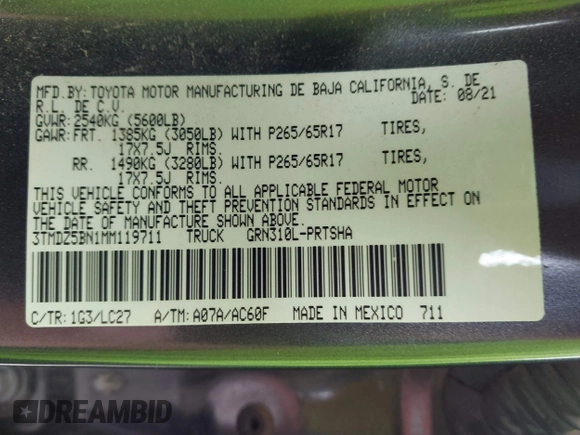 MFD.BY:TOYOTA MOTOR MANUFACTURING DE BAJA CALIFORNIA, S. DE
R.L. DE C.V. DATE: 08/21
GVWR:2540KG (5600LB)
GAWR:FRT. 1385KG (3050LB) WITH P265/65R17 TIRES,
17X7.5J RIMS.
RR. 1490KG (3280LB) WITH P265/65R17 TIRES,
17X7.5J RIMS.
THIS VEHICLE CONFORMS TO ALL APPLICABLE FEDERAL MOTOR
VEHICLE SAFETY AND THEFT PREVENTION STANDARDS IN EFFECT ON
THE DATE OF MANUFACTURE SHOWN ABOVE.
3TMDZ5BN1MM119711 TRUCK GRN310L-PRTSHA
C/TR:1G3/LC27 A/TM:A07A/AC60F MADE IN MEXICO 711
DREAMBID